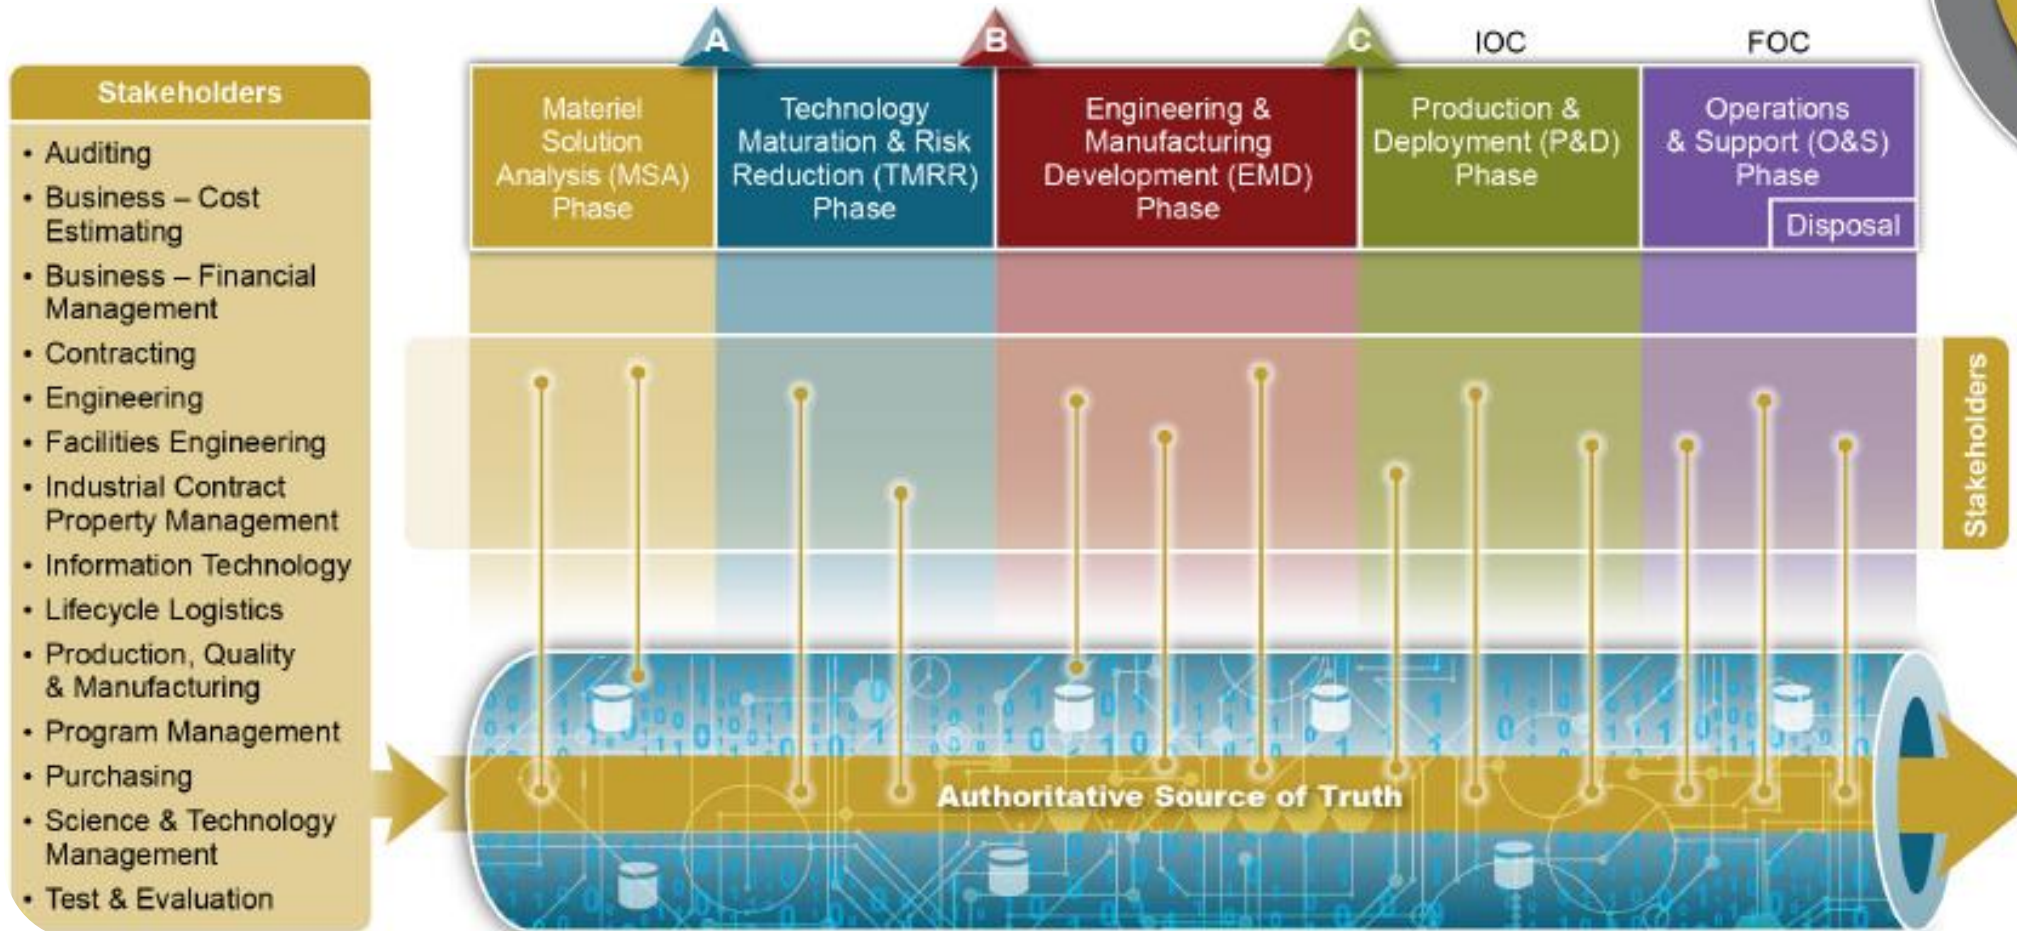 Stakeholders
• Auditing
• Business – Cost
Estimating
• Business – Financial
Management
• Contracting
• Engineering
• Facilities Engineering
• Industrial Contract
Property Management
• Information Technology
• Lifecycle Logistics
• Production, Quality
& Manufacturing
• Program Management
• Purchasing
• Science & Technology
Management
• Test & Evaluation
A
B
C
IOC
FOC
Materiel
Solution
Analysis (MSA)
Phase
Technology
Maturation & Risk
Reduction (TMRR)
Phase
Engineering &
Manufacturing
Development (EMD)
Phase
Production &
Deployment (P&D)
Phase
Operations
& Support (O&S)
Phase
Disposal
Stakeholders
Authoritative Source of Truth